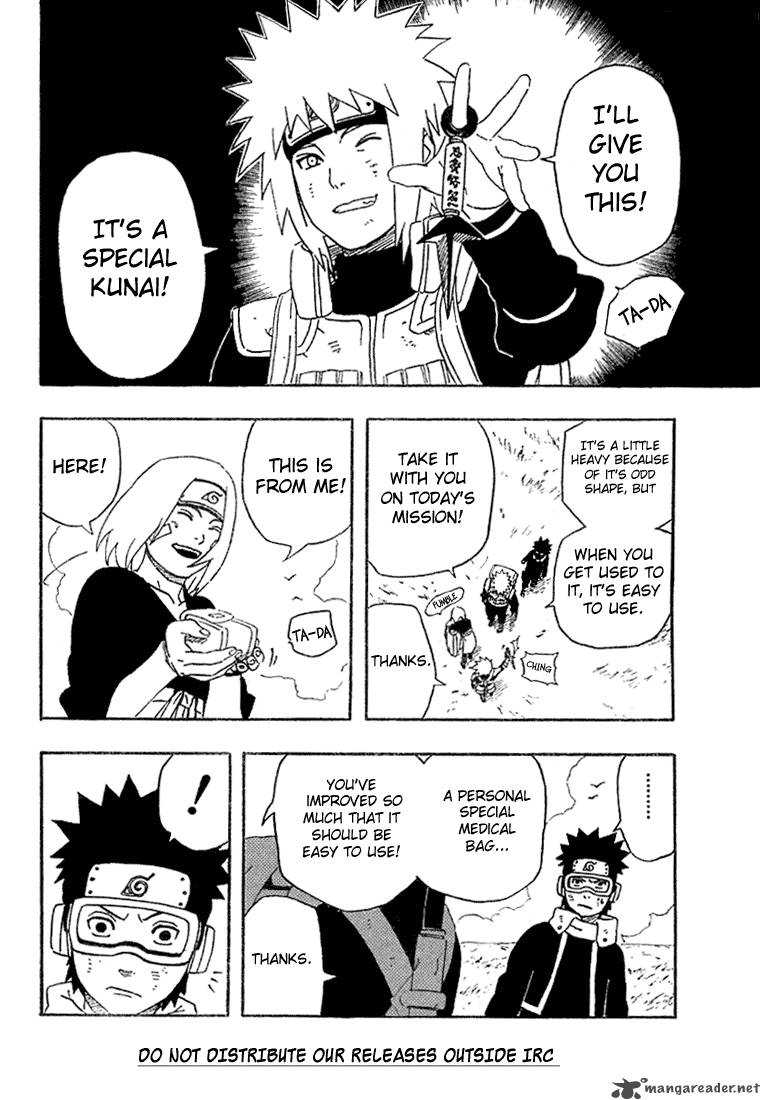 I'LL
GIVE
YOU
THIS!
IT'S A
SPECIAL
KUNAI!
TA-DA
IT'S A LITTLE
HEAVY BECAUSE
OF IT'S ODD
SHAPE, BUT
WHEN YOU
GET USED TO
IT, IT'S EASY
TO USE.
TAKE IT
WITH YOU
ON TODAY'S
MISSION!
FUMBLE
CHING
THANKS.
THIS IS
FROM ME!
HERE!
TA-DA
.........
A PERSONAL
SPECIAL
MEDICAL
BAG...
YOU'VE
IMPROVED SO
MUCH THAT IT
SHOULD BE
EASY TO USE!
THANKS.
!
DO NOT DISTRIBUTE OUR RELEASES OUTSIDE IRC
mangareader.net